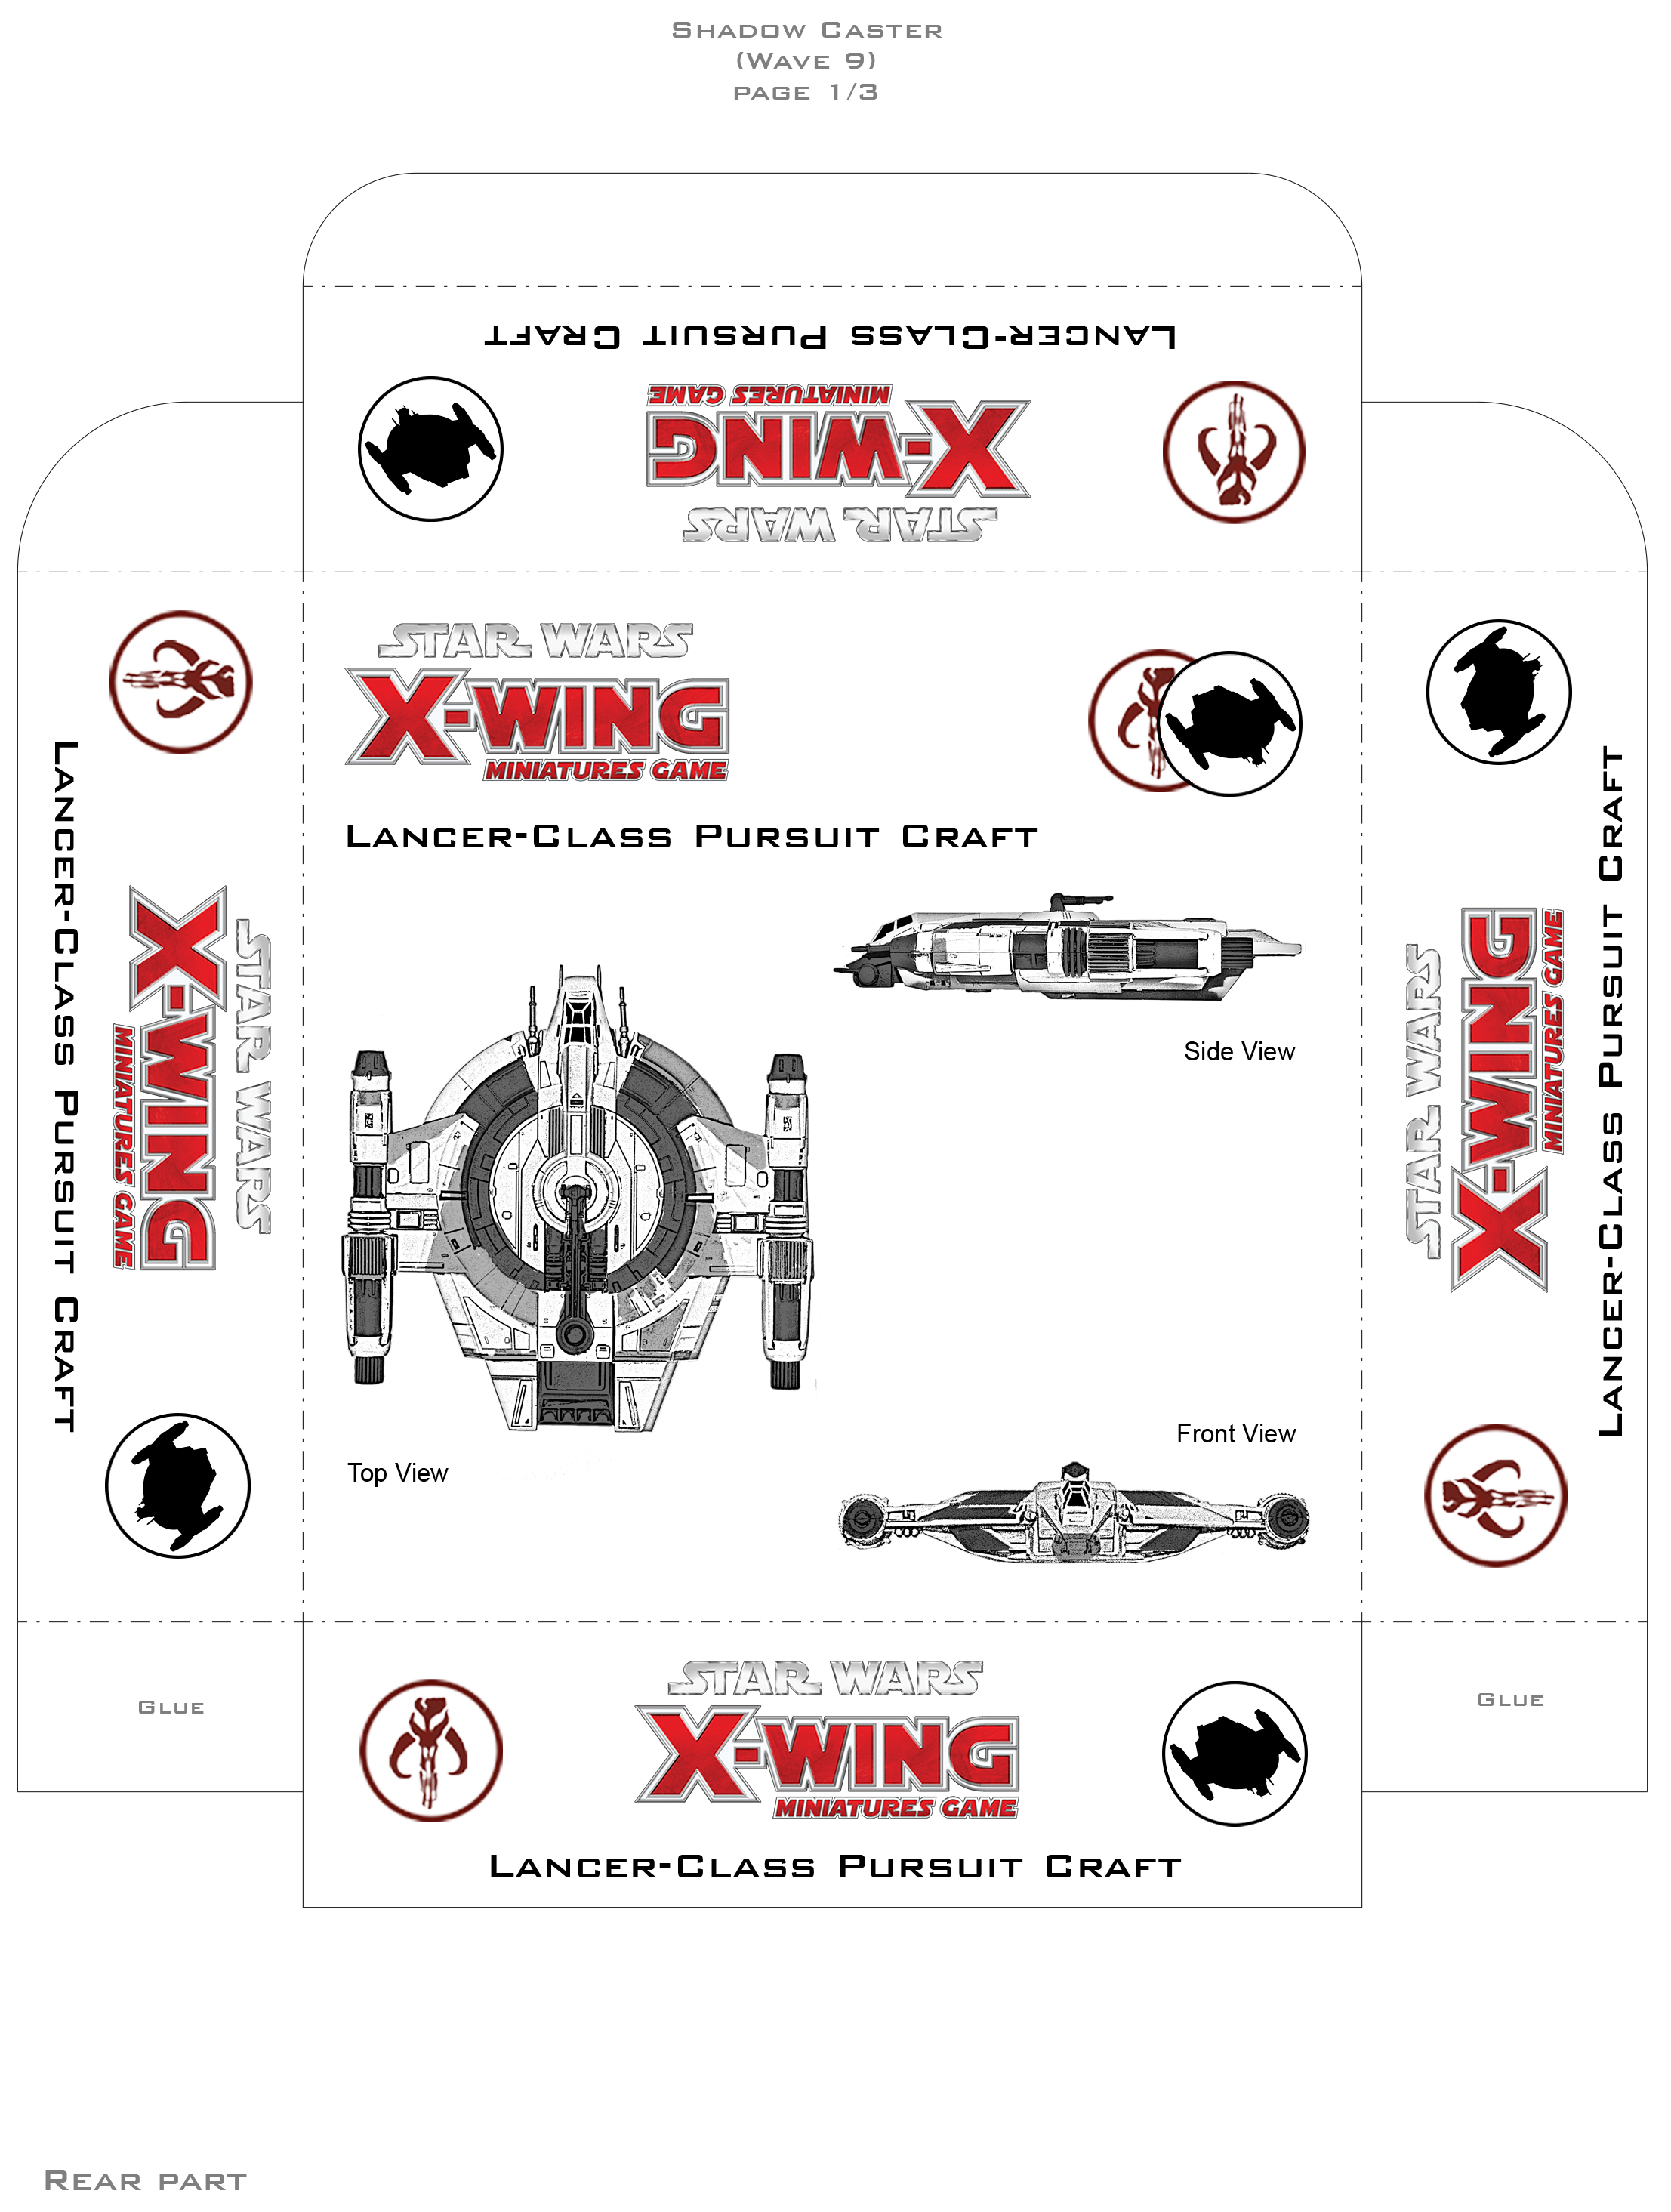 Shadow Caster
(Wave 9)
page 1/3
Lancer-Class Pursuit Craft
X-WING
MINIATURES GAME
STAR WARS
STAR WARS
X-WING
MINIATURES GAME
Lancer-Class Pursuit Craft
Lancer-Class Pursuit Craft
STAR WARS
X-WING
MINIATURES GAME
Side View
Top View
Front View
STAR WARS
X-WING
MINIATURES GAME
Lancer-Class Pursuit Craft
Glue
STAR WARS
X-WING
MINIATURES GAME
Lancer-Class Pursuit Craft
Glue
Rear part